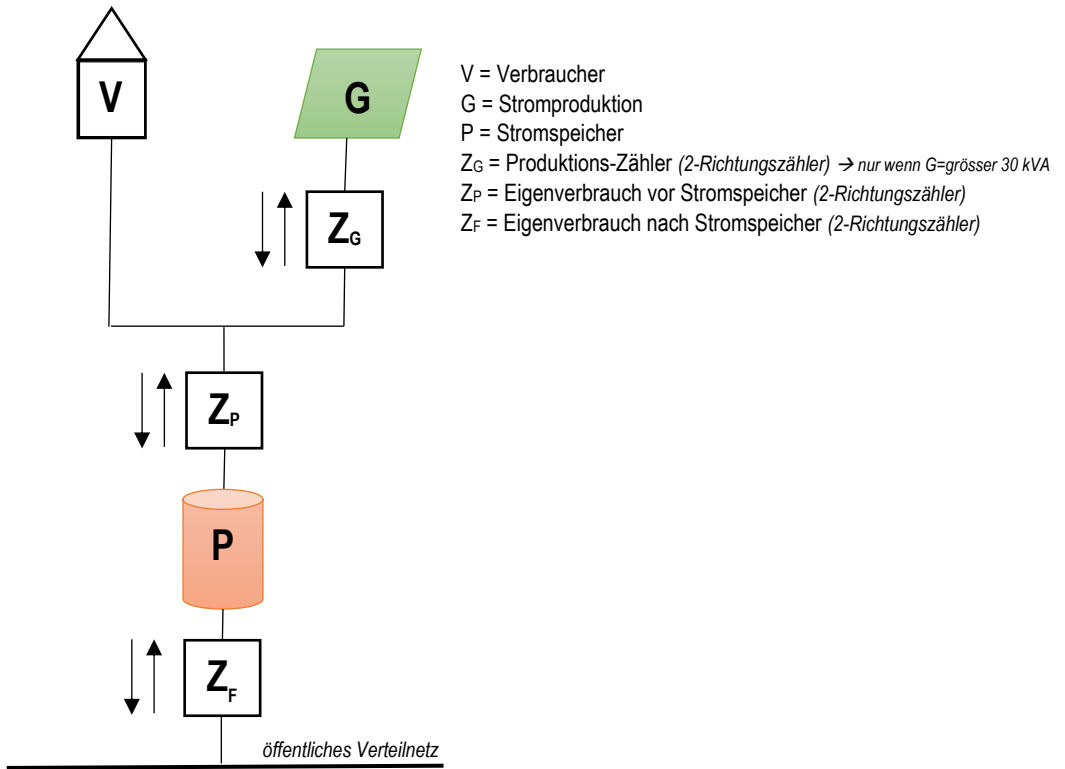 V
G
V = Verbraucher
G = Stromproduktion
P = Stromspeicher
ZG = Produktions-Zähler (2-Richtungszähler) → nur wenn G=grösser 30 kVA
ZP = Eigenverbrauch vor Stromspeicher (2-Richtungszähler)
ZF = Eigenverbrauch nach Stromspeicher (2-Richtungszähler)
ZG
ZP
P
ZF
öffentliches Verteilnetz